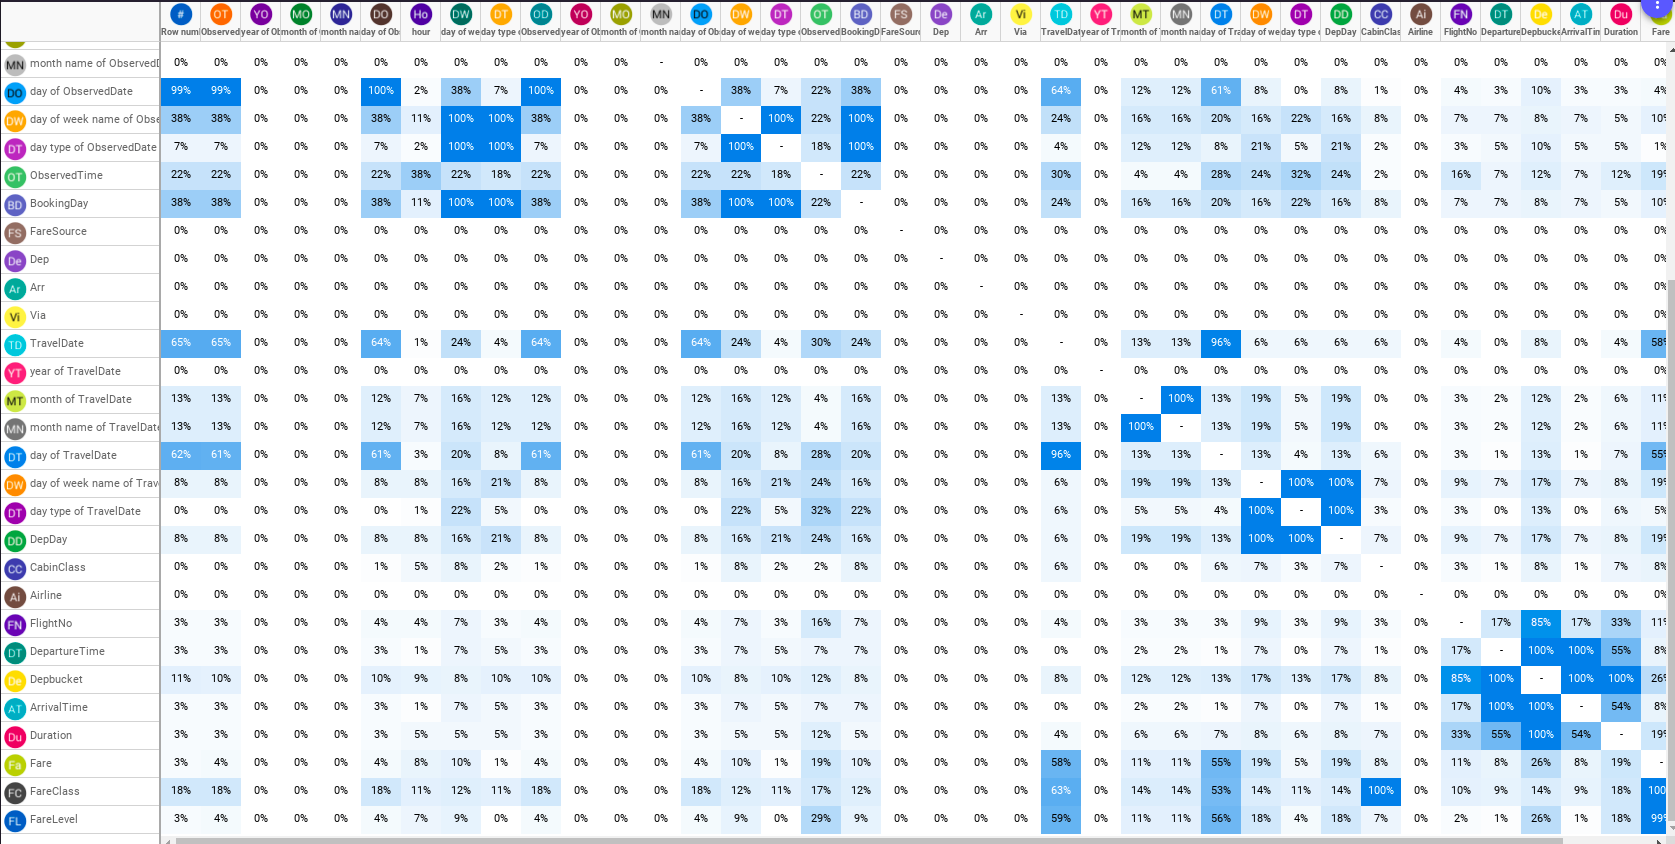 # OT YO MO MN DO Ho DW DT OD YO MO MN DO DW DT OT BD FS De Ar Vi TD YT MT MN DT DW DT DD CC Ai FN DT De AT Du
Row num Observed year of Ob month of month na day of Ob hour day of we day type Observed year of Ob month of month na day of Ob day of we day type Observed BookingD FareSourc Dep Arr Via TravelDat year of Tr month of month na day of Tra day of we day type DepDay CabinClas Airline FlightNo Departure Depbucke ArrivalTin Duration Fare
MN month name of ObservedD 0% 0% 0% 0% 0% 0% 0% 0% 0% 0% 0% 0% - 0% 0% 0% 0% 0% 0% 0% 0% 0% 0% 0% 0% 0% 0% 0% 0% 0% 0% 0% 0% 0% 0% 0% 0% 0%
DO day of ObservedDate 99% 99% 0% 0% 0% 100% 2% 38% 7% 100% 0% 0% 0% - 38% 7% 22% 38% 0% 0% 0% 0% 64% 0% 12% 12% 61% 8% 0% 8% 1% 0% 4% 3% 10% 3% 3% 4%
DW day of week name of Obse 38% 38% 0% 0% 0% 38% 11% 100% 100% 38% 0% 0% 0% 38% - 100% 22% 100% 0% 0% 0% 0% 24% 0% 16% 16% 20% 16% 22% 16% 8% 0% 7% 7% 8% 7% 5% 10%
DT day type of ObservedDate 7% 7% 0% 0% 0% 7% 2% 100% 100% 7% 0% 0% 0% 7% 100% - 18% 100% 0% 0% 0% 0% 4% 0% 12% 12% 8% 21% 5% 21% 2% 0% 3% 5% 10% 5% 5% 1%
OT ObservedTime 22% 22% 0% 0% 0% 22% 38% 22% 18% 22% 0% 0% 0% 22% 22% 18% - 22% 0% 0% 0% 0% 30% 0% 4% 4% 28% 24% 32% 24% 2% 0% 16% 7% 12% 7% 12% 19%
BD BookingDay 38% 38% 0% 0% 0% 38% 11% 100% 100% 38% 0% 0% 0% 38% 100% 100% 22% - 0% 0% 0% 0% 24% 0% 16% 16% 20% 16% 22% 16% 8% 0% 7% 7% 8% 7% 5% 10%
FS FareSource 0% 0% 0% 0% 0% 0% 0% 0% 0% 0% 0% 0% 0% 0% 0% 0% 0% 0% - 0% 0% 0% 0% 0% 0% 0% 0% 0% 0% 0% 0% 0% 0% 0% 0% 0% 0% 0%
De Dep 0% 0% 0% 0% 0% 0% 0% 0% 0% 0% 0% 0% 0% 0% 0% 0% 0% 0% 0% - 0% 0% 0% 0% 0% 0% 0% 0% 0% 0% 0% 0% 0% 0% 0% 0% 0% 0%
Ar Arr 0% 0% 0% 0% 0% 0% 0% 0% 0% 0% 0% 0% 0% 0% 0% 0% 0% 0% 0% 0% - 0% 0% 0% 0% 0% 0% 0% 0% 0% 0% 0% 0% 0% 0% 0% 0% 0%
Vi Via 0% 0% 0% 0% 0% 0% 0% 0% 0% 0% 0% 0% 0% 0% 0% 0% 0% 0% 0% 0% 0% - 0% 0% 0% 0% 0% 0% 0% 0% 0% 0% 0% 0% 0% 0% 0% 0%
TD TravelDate 65% 65% 0% 0% 0% 64% 1% 24% 4% 64% 0% 0% 0% 64% 24% 4% 30% 24% 0% 0% 0% 0% - 0% 13% 13% 96% 6% 6% 6% 6% 0% 4% 0% 8% 0% 4% 58%
YT year of TravelDate 0% 0% 0% 0% 0% 0% 0% 0% 0% 0% 0% 0% 0% 0% 0% 0% 0% 0% 0% 0% 0% 0% 0% - 0% 0% 0% 0% 0% 0% 0% 0% 0% 0% 0% 0% 0% 0%
MT month of TravelDate 13% 13% 0% 0% 0% 12% 7% 16% 12% 12% 0% 0% 0% 12% 16% 12% 4% 16% 0% 0% 0% 0% 13% 0% - 100% 13% 19% 5% 19% 0% 0% 3% 2% 12% 2% 6% 11%
MN month name of TravelDate 13% 13% 0% 0% 0% 12% 7% 16% 12% 12% 0% 0% 0% 12% 16% 12% 4% 16% 0% 0% 0% 0% 13% 0% 100% - 13% 19% 5% 19% 0% 0% 3% 2% 12% 2% 6% 11%
DT day of TravelDate 62% 61% 0% 0% 0% 61% 3% 20% 8% 61% 0% 0% 0% 61% 20% 8% 28% 20% 0% 0% 0% 0% 96% 0% 13% 13% - 13% 4% 13% 6% 0% 3% 1% 13% 1% 7% 55%
DW day of week name of Trav 8% 8% 0% 0% 0% 8% 8% 16% 21% 8% 0% 0% 0% 8% 16% 21% 24% 16% 0% 0% 0% 0% 6% 0% 19% 19% 13% - 100% 100% 7% 0% 9% 7% 17% 7% 8% 19%
DT day type of TravelDate 0% 0% 0% 0% 0% 0% 1% 22% 5% 0% 0% 0% 0% 0% 22% 5% 32% 22% 0% 0% 0% 0% 6% 0% 5% 5% 4% 100% - 100% 3% 0% 3% 0% 13% 0% 6% 5%
DD DepDay 8% 8% 0% 0% 0% 8% 8% 16% 21% 8% 0% 0% 0% 8% 16% 21% 24% 16% 0% 0% 0% 0% 6% 0% 19% 19% 13% 100% 100% - 7% 0% 9% 7% 17% 7% 8% 19%
CC CabinClass 0% 0% 0% 0% 0% 1% 5% 8% 2% 1% 0% 0% 0% 1% 8% 2% 2% 8% 0% 0% 0% 0% 6% 0% 0% 0% 6% 7% 3% 7% - 0% 3% 1% 8% 1% 7% 8%
Ai Airline 0% 0% 0% 0% 0% 0% 0% 0% 0% 0% 0% 0% 0% 0% 0% 0% 0% 0% 0% 0% 0% 0% 0% 0% 0% 0% 0% 0% 0% 0% 0% - 0% 0% 0% 0% 0% 0%
FN FlightNo 3% 3% 0% 0% 0% 4% 4% 7% 3% 4% 0% 0% 0% 4% 7% 3% 16% 7% 0% 0% 0% 0% 4% 0% 3% 3% 3% 9% 3% 9% 3% 0% - 17% 85% 17% 33% 11%
DT DepartureTime 3% 3% 0% 0% 0% 3% 1% 7% 5% 3% 0% 0% 0% 3% 7% 5% 7% 7% 0% 0% 0% 0% 0% 0% 2% 2% 1% 7% 0% 7% 1% 0% 17% - 100% 100% 55% 8%
De Depbucket 11% 10% 0% 0% 0% 10% 9% 8% 10% 10% 0% 0% 0% 10% 8% 10% 12% 8% 0% 0% 0% 0% 8% 0% 12% 12% 13% 17% 13% 17% 8% 0% 85% 100% - 100% 100% 26%
AT ArrivalTime 3% 3% 0% 0% 0% 3% 1% 7% 5% 3% 0% 0% 0% 3% 7% 5% 7% 7% 0% 0% 0% 0% 0% 0% 2% 2% 1% 7% 0% 7% 1% 0% 17% 100% 100% - 54% 8%
Du Duration 3% 3% 0% 0% 0% 3% 5% 5% 5% 3% 0% 0% 0% 3% 5% 5% 12% 5% 0% 0% 0% 0% 4% 0% 6% 6% 7% 8% 6% 8% 7% 0% 33% 55% 100% 54% - 19%
Fa Fare 3% 4% 0% 0% 0% 4% 8% 10% 1% 4% 0% 0% 0% 4% 10% 1% 19% 10% 0% 0% 0% 0% 58% 0% 11% 11% 55% 19% 5% 19% 8% 0% 11% 8% 26% 8% 19% -
FC FareClass 18% 18% 0% 0% 0% 18% 11% 12% 11% 18% 0% 0% 0% 18% 12% 11% 17% 12% 0% 0% 0% 0% 63% 0% 14% 14% 53% 14% 11% 14% 100% 0% 10% 9% 14% 9% 18% 100
FL FareLevel 3% 4% 0% 0% 0% 4% 7% 9% 0% 4% 0% 0% 0% 4% 9% 0% 29% 9% 0% 0% 0% 0% 59% 0% 11% 11% 56% 18% 4% 18% 7% 0% 2% 1% 26% 1% 18% 99%